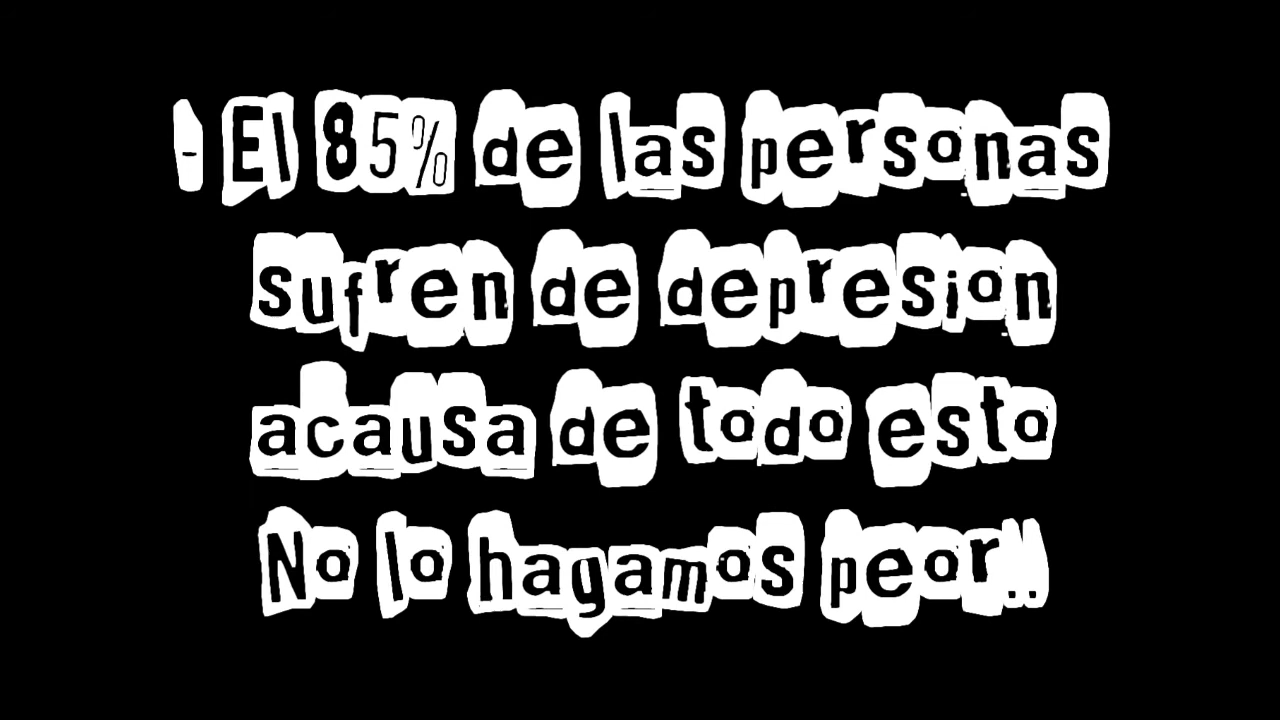 - El 85% de las personas
sufren de depresion
acausa de todo esto
No lo hagamos peor..